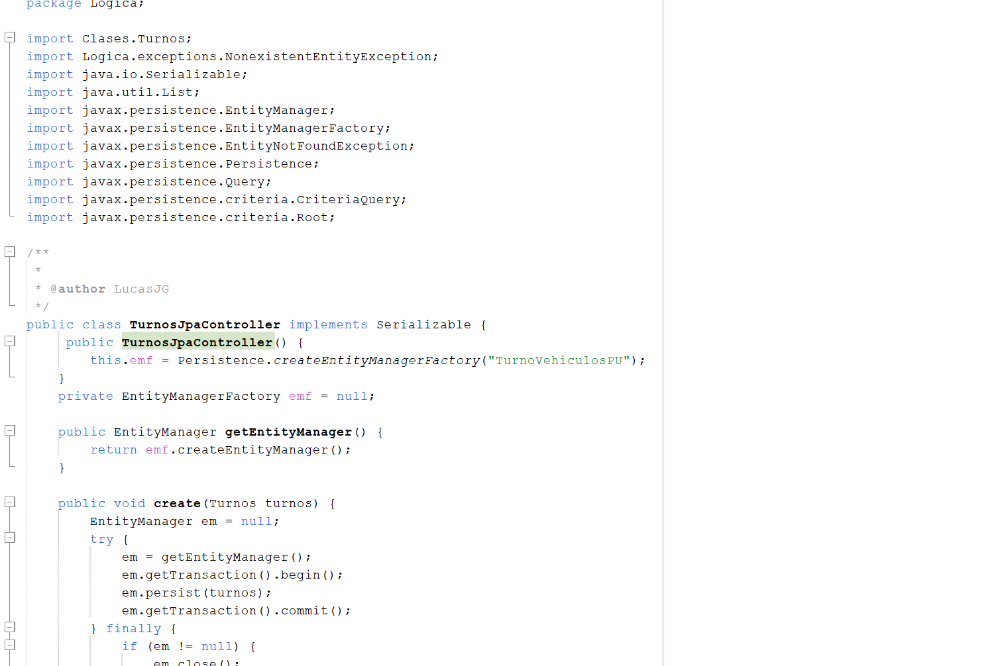 package Logica;
import Clases.Turnos;
import Logica.exceptions.NonexistentEntityException;
import java.io.Serializable;
import java.util.List;
import javax.persistence.EntityManager;
import javax.persistence.EntityManagerFactory;
import javax.persistence.EntityNotFoundException;
import javax.persistence.Persistence;
import javax.persistence.Query;
import javax.persistence.criteria.CriteriaQuery;
import javax.persistence.criteria.Root;
/**
 *
 * @author LucasJG
 */
public class TurnosJpaController implements Serializable {
     public TurnosJpaController() {
        this.emf = Persistence.createEntityManagerFactory("TurnoVehiculosPU");
    }
    private EntityManagerFactory emf = null;
    public EntityManager getEntityManager() {
        return emf.createEntityManager();
    }
    public void create(Turnos turnos) {
        EntityManager em = null;
        try {
            em = getEntityManager();
            em.getTransaction().begin();
            em.persist(turnos);
            em.getTransaction().commit();
        } finally {
            if (em != null) {
                em.close();